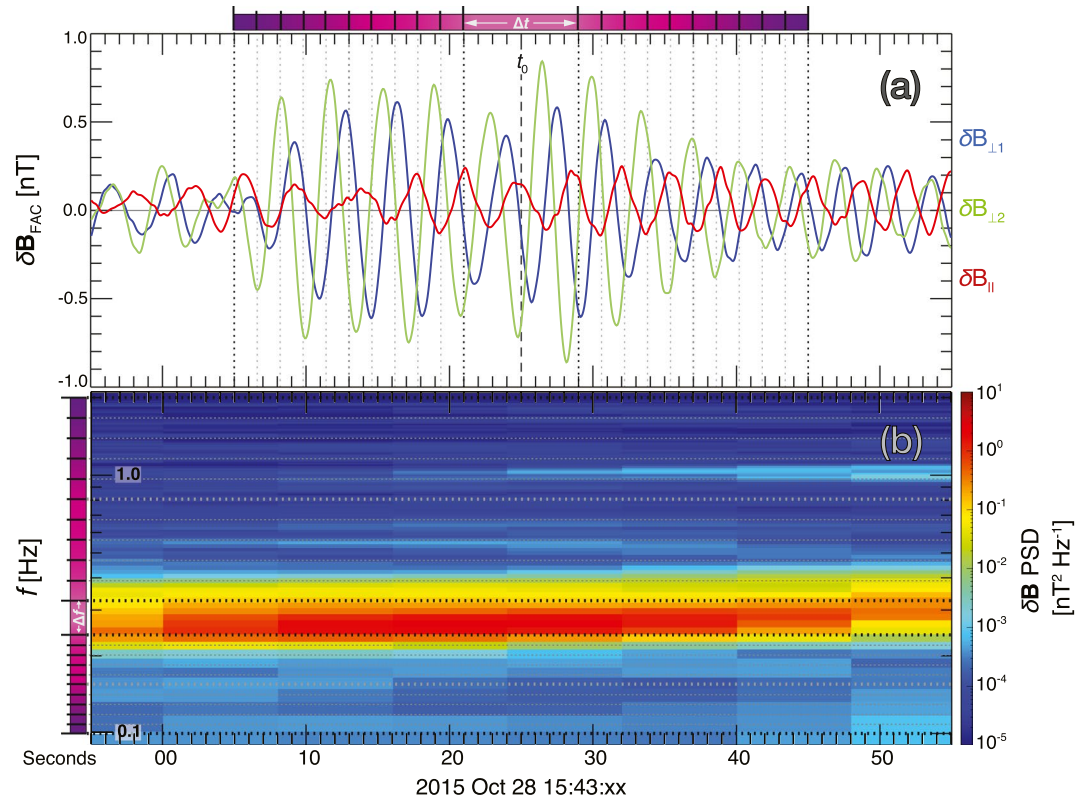 Δt
1.0
0.5
0.0
-0.5
-1.0
δB_FAC [nT]
t₀
(a)
δB⊥1
δB⊥2
δB||
(b)
1.0
0.1
f [Hz]
←Δf→
10¹
10⁰
10⁻¹
10⁻²
10⁻³
10⁻⁴
10⁻⁵
δB PSD
[nT² Hz⁻¹]
Seconds 00 10 20 30 40 50
2015 Oct 28 15:43:xx